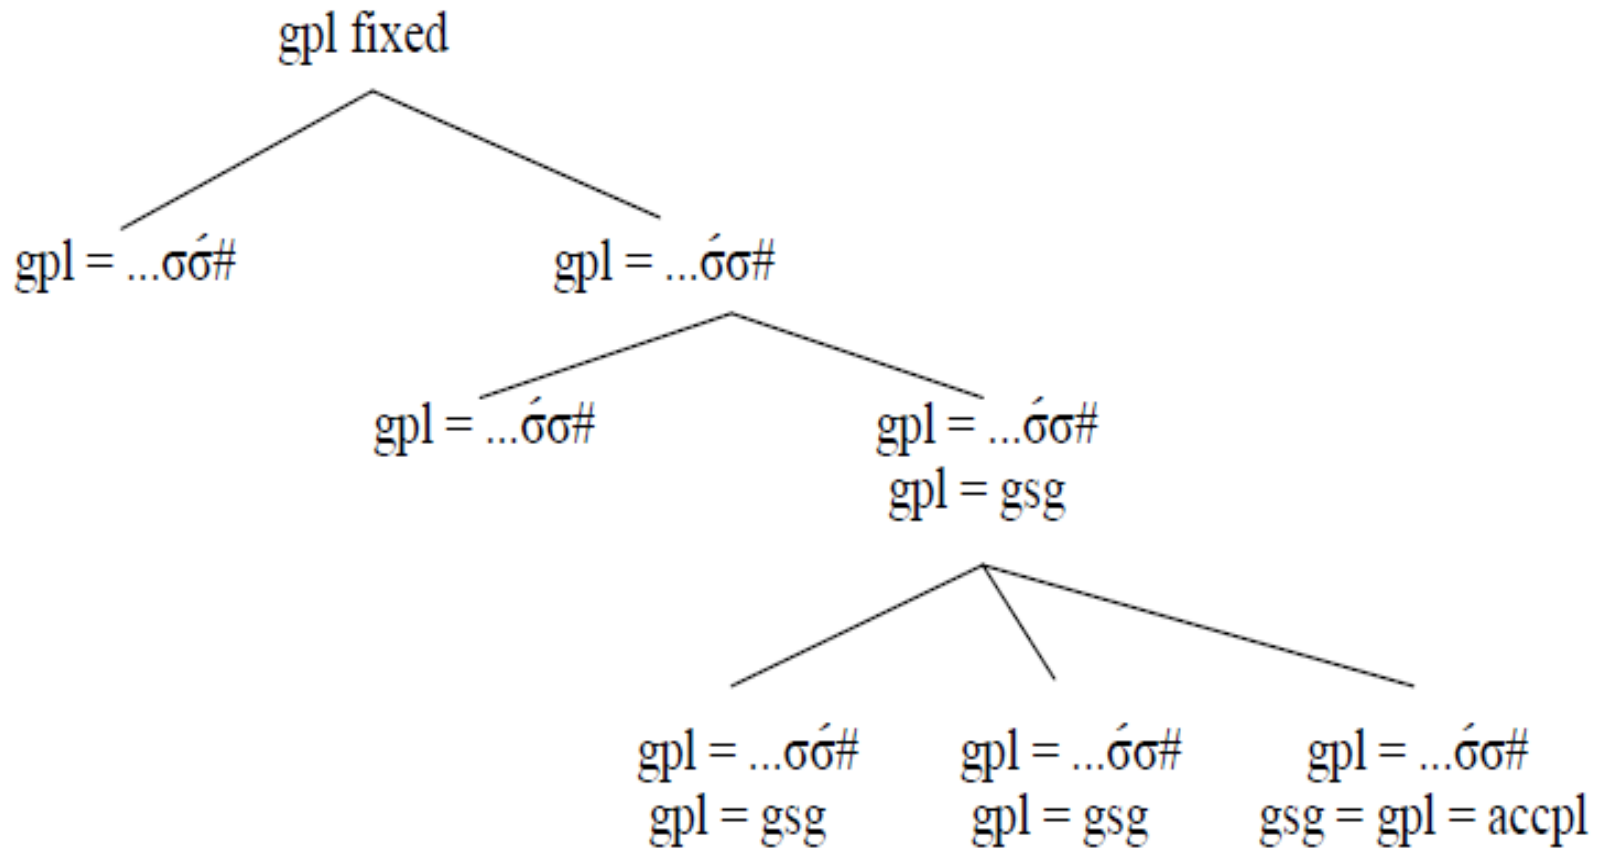 gpl fixed
gpl = ...σσ́#
gpl = ...σ́σ#
gpl = ...σ́σ#
gpl = ...σ́σ#
gpl = gsg
gpl = ...σσ́#
gpl = ...σ́σ#
gpl = ...σ́σ#
gpl = gsg
gpl = gsg
gsg = gpl = accpl